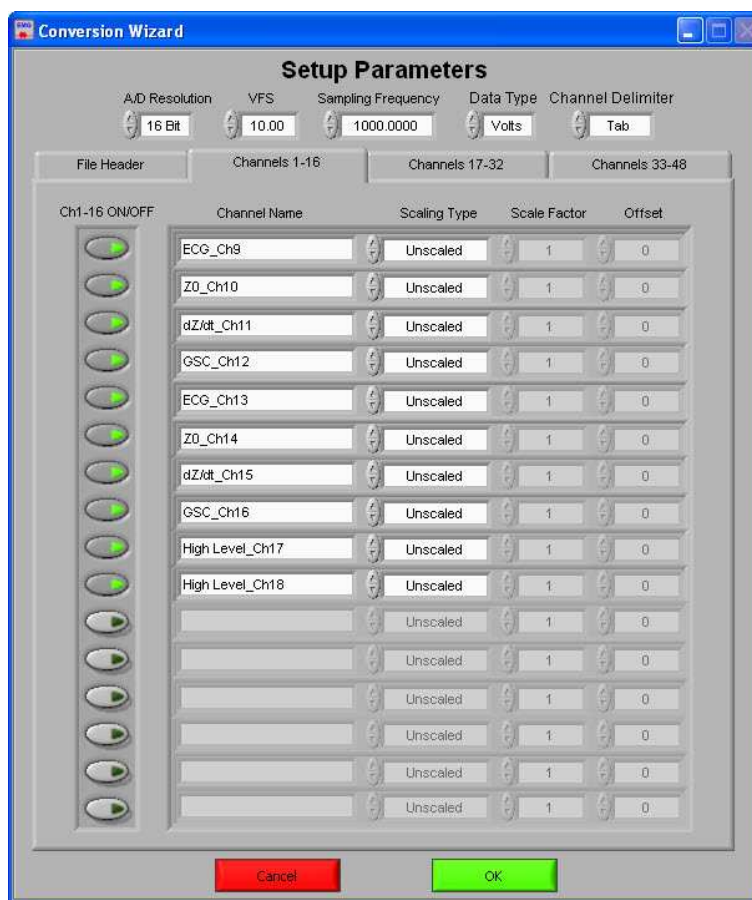 Conversion Wizard
Setup Parameters
A/D Resolution VFS Sampling Frequency Data Type Channel Delimiter
16 Bit 10.00 1000.0000 Volts Tab
File Header Channels 1-16 Channels 17-32 Channels 33-48
Ch1-16 ON/OFF Channel Name Scaling Type Scale Factor Offset
ECG_Ch9 Unscaled 1 0
Z0_Ch10 Unscaled 1 0
dZ/dt_Ch11 Unscaled 1 0
GSC_Ch12 Unscaled 1 0
ECG_Ch13 Unscaled 1 0
Z0_Ch14 Unscaled 1 0
dZ/dt_Ch15 Unscaled 1 0
GSC_Ch16 Unscaled 1 0
High Level_Ch17 Unscaled 1 0
High Level_Ch18 Unscaled 1 0
Unscaled 1 0
Unscaled 1 0
Unscaled 1 0
Unscaled 1 0
Unscaled 1 0
Unscaled 1 0
Cancel OK